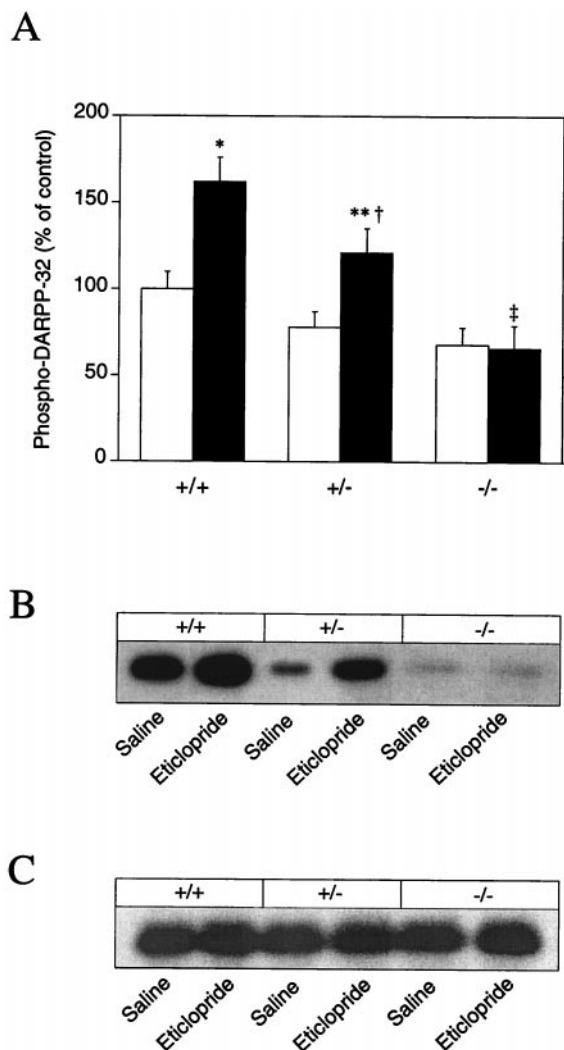 A
Phospho-DARPP-32 (% of control)
200
150
100
50
0
*
** †
‡
+/+ +/- -/-
B
+/+ +/- -/-
Saline Eticlopride Saline Eticlopride Saline Eticlopride
C
+/+ +/- -/-
Saline Eticlopride Saline Eticlopride Saline Eticlopride